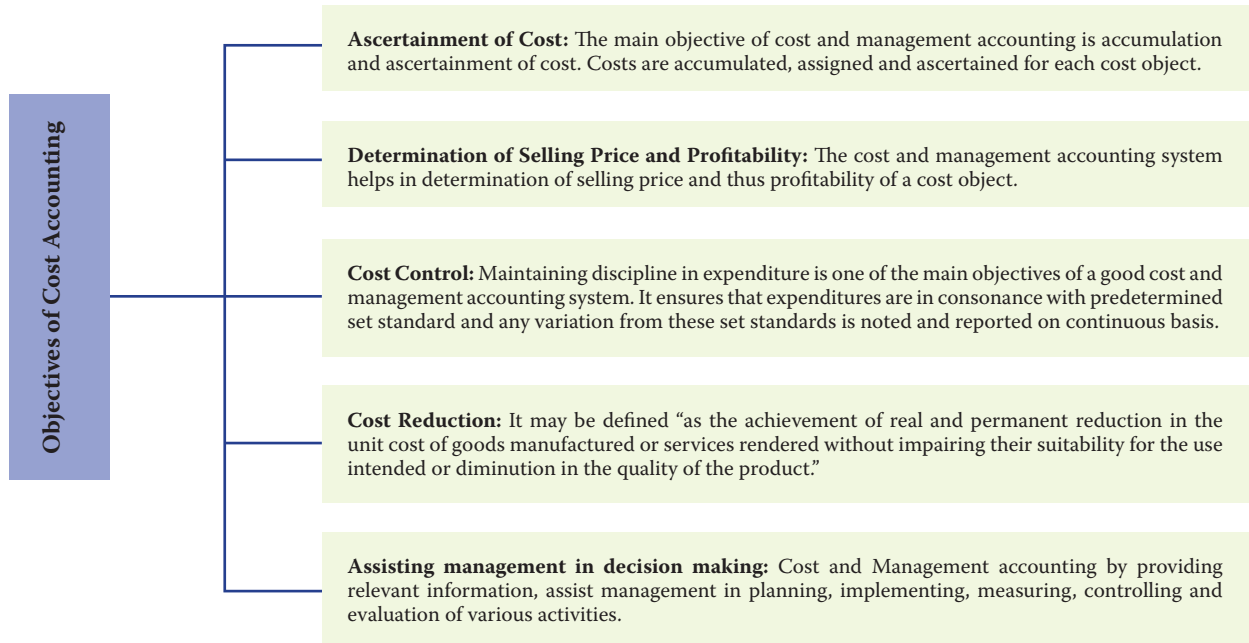 Objectives of Cost Accounting
Ascertainment of Cost: The main objective of cost and management accounting is accumulation
and ascertainment of cost. Costs are accumulated, assigned and ascertained for each cost object.
Determination of Selling Price and Profitability: The cost and management accounting system
helps in determination of selling price and thus profitability of a cost object.
Cost Control: Maintaining discipline in expenditure is one of the main objectives of a good cost and
management accounting system. It ensures that expenditures are in consonance with predetermined
set standard and any variation from these set standards is noted and reported on continuous basis.
Cost Reduction: It may be defined “as the achievement of real and permanent reduction in the
unit cost of goods manufactured or services rendered without impairing their suitability for the use
intended or diminution in the quality of the product.”
Assisting management in decision making: Cost and Management accounting by providing
relevant information, assist management in planning, implementing, measuring, controlling and
evaluation of various activities.